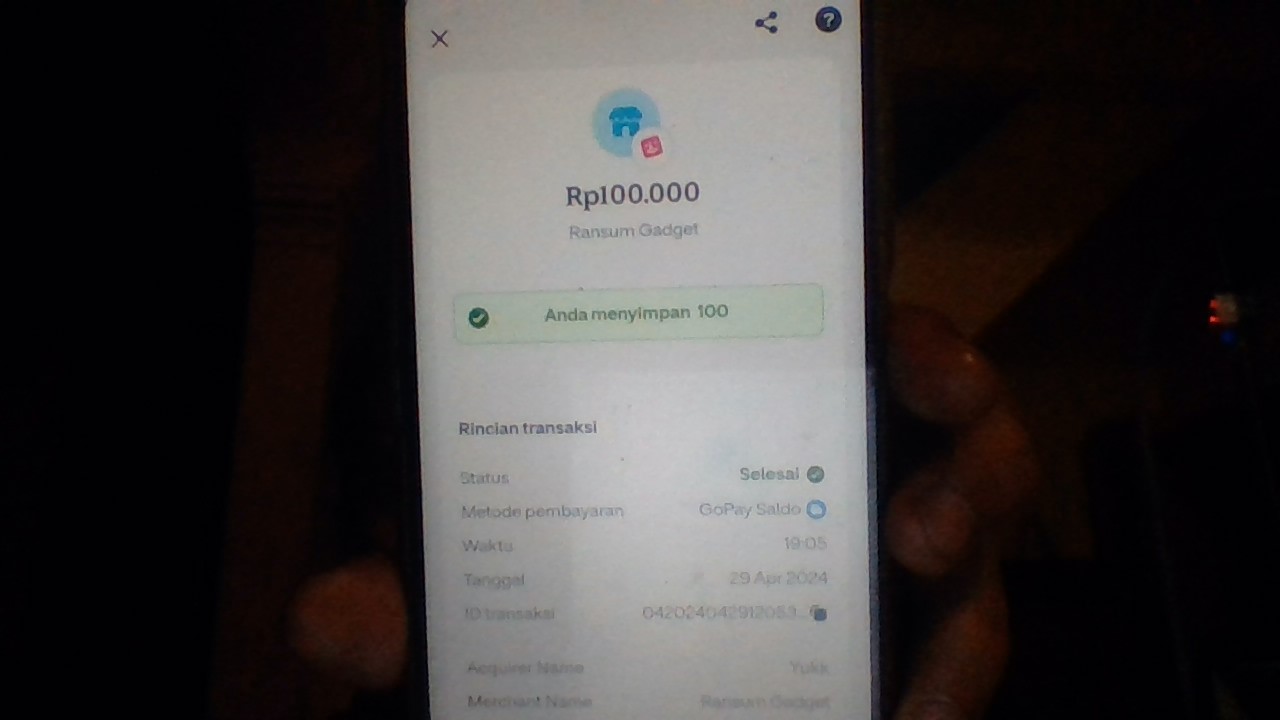 ?
Rp100.000
Ransum Gadget
Anda menyimpan 100
Rincian transaksi
Status Selesai
Metode pembayaran GoPay Saldo
Waktu 19:05
Tanggal 29 Apr 2024
ID transaksi
Acquirer Name Yukk
Merchant Name Ransum Gadget